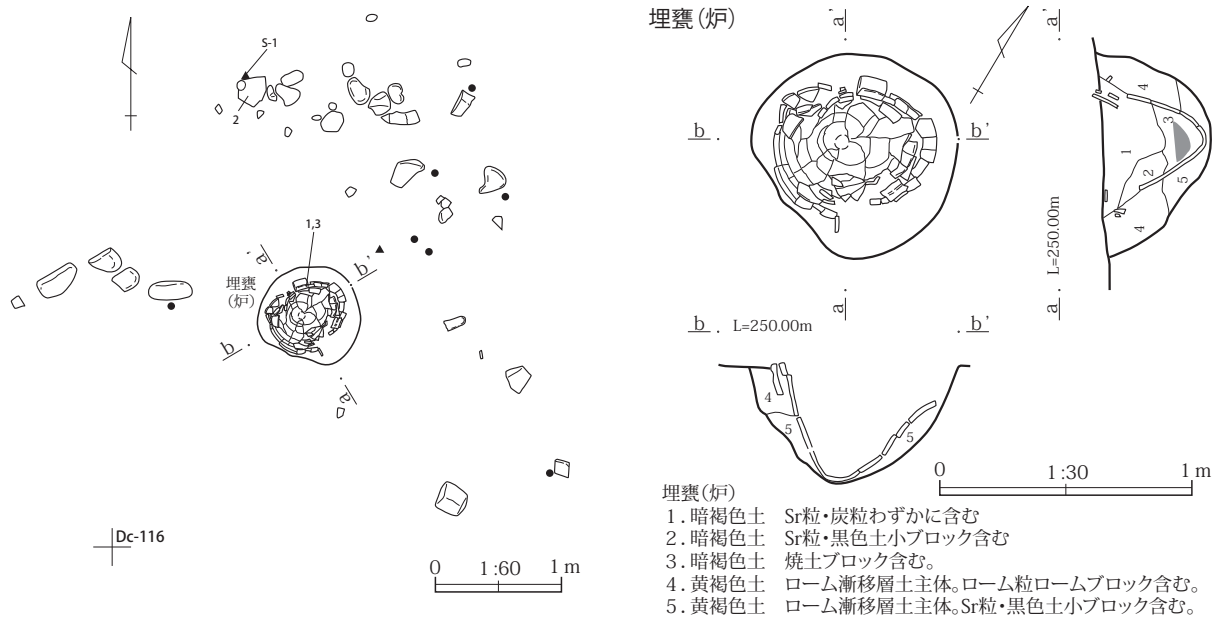 S-1
2
1,3
a'
b'
埋甕
(炉)
b
a
Dc-116
0 1:60 1 m
埋甕(炉)
a'
b b'
a
a'
4
3
1
2
5
4
L=250.00m
a
b L=250.00m b'
4
5
5
0 1:30 1 m
埋甕(炉)
1.暗褐色土 Sr粒・炭粒わずかに含む
2.暗褐色土 Sr粒・黒色土小ブロック含む
3.暗褐色土 焼土ブロック含む。
4.黄褐色土 ローム漸移層土主体。ローム粒ロームブロック含む。
5.黄褐色土 ローム漸移層土主体。Sr粒・黒色土小ブロック含む。